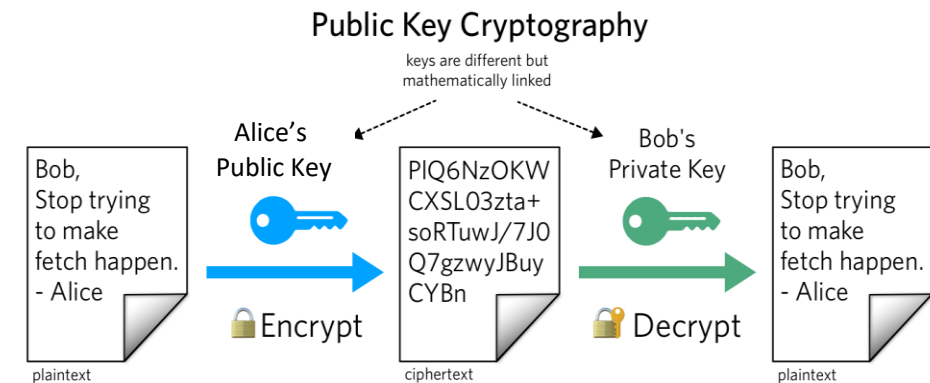 Public Key Cryptography
keys are different but
mathematically linked
Alice’s
Public Key
Bob's
Private Key
Bob,
Stop trying
to make
fetch happen.
- Alice
plaintext
Encrypt
PlQ6NzOKW
CXSL03zta+
soRTuwJ/7J0
Q7gzwyJBuy
CYBn
ciphertext
Decrypt
Bob,
Stop trying
to make
fetch happen.
- Alice
plaintext